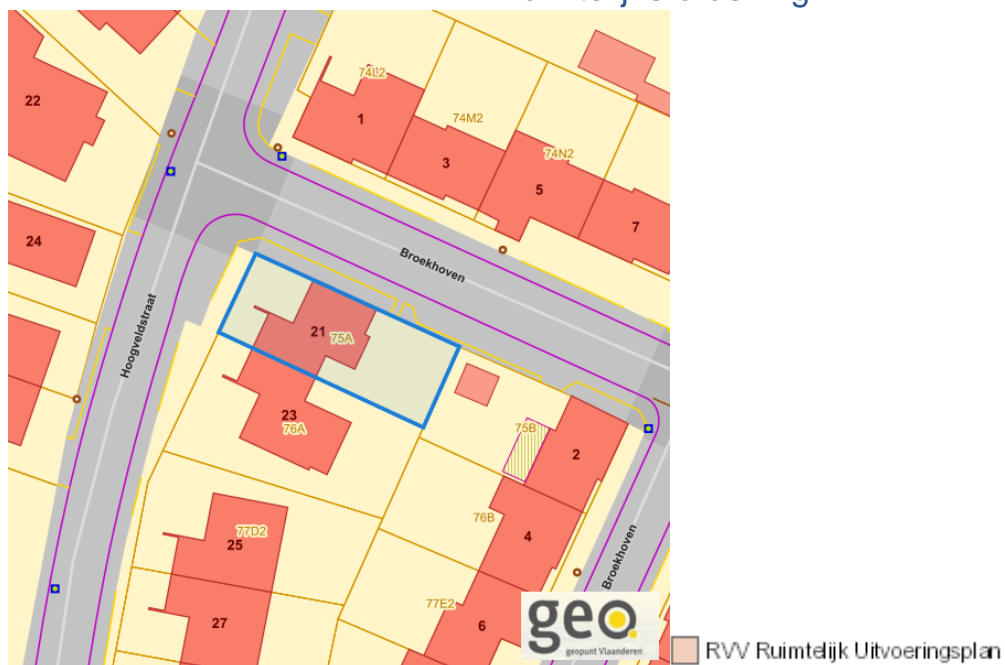 22
74L2
1
74M2
3
74N2
5
7
24
Broekhoven
Hoogveldstraat
21
75A
23
76A
75B
2
76B
4
77D2
25
Broekhoven
77E2
27
6
geo
geopunt Vlaanderen
RVV Ruimtelijk Uitvoeringsplan